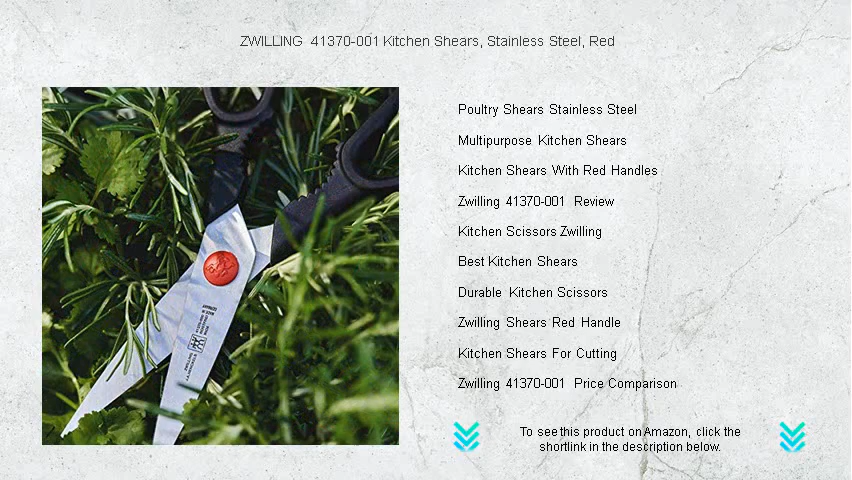 ZWILLING 41370-001 Kitchen Shears, Stainless Steel, Red
Poultry Shears Stainless Steel
Multipurpose Kitchen Shears
Kitchen Shears With Red Handles
Zwilling 41370-001 Review
Kitchen Scissors Zwilling
Best Kitchen Shears
Durable Kitchen Scissors
Zwilling Shears Red Handle
Kitchen Shears For Cutting
Zwilling 41370-001 Price Comparison
To see this product on Amazon, click the
shortlink in the description below.
ZWILLING
J.A. HENCKELS